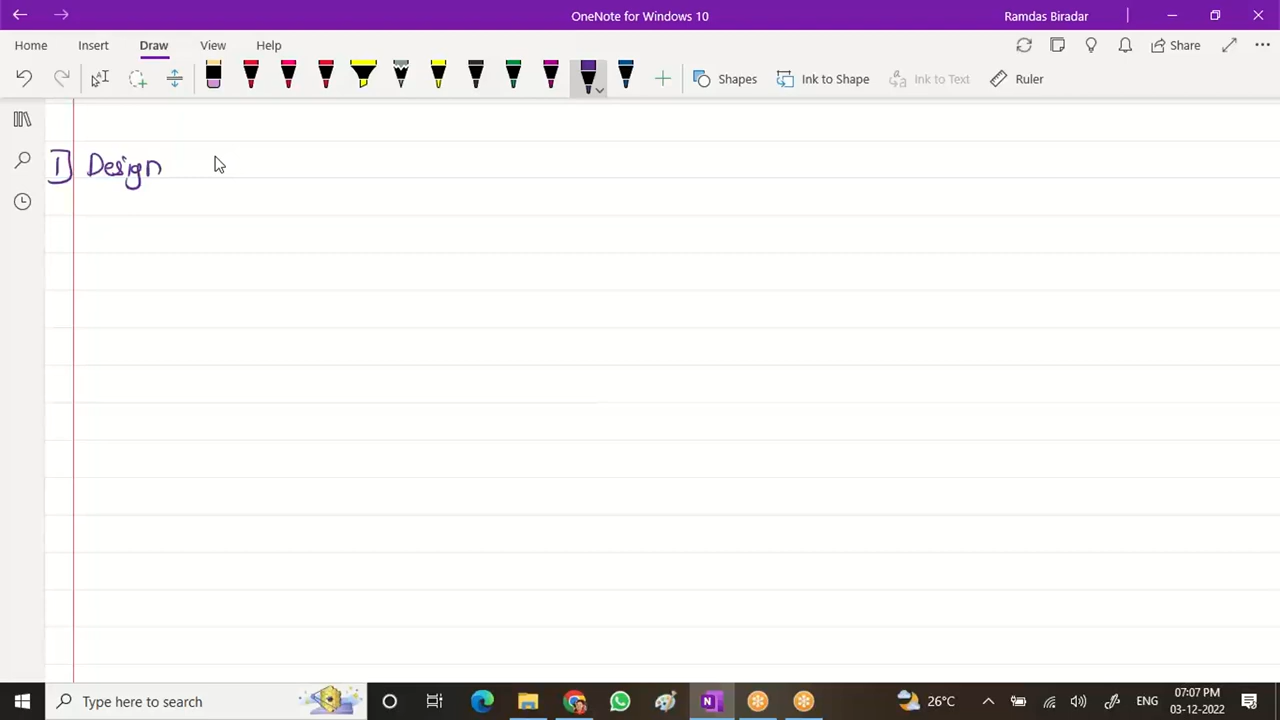 OneNote for Windows 10
Ramdas Biradar
Home Insert Draw View Help
Share
Shapes Ink to Shape Ink to Text Ruler
1] Design
Type here to search
26°C
ENG
07:07 PM
03-12-2022